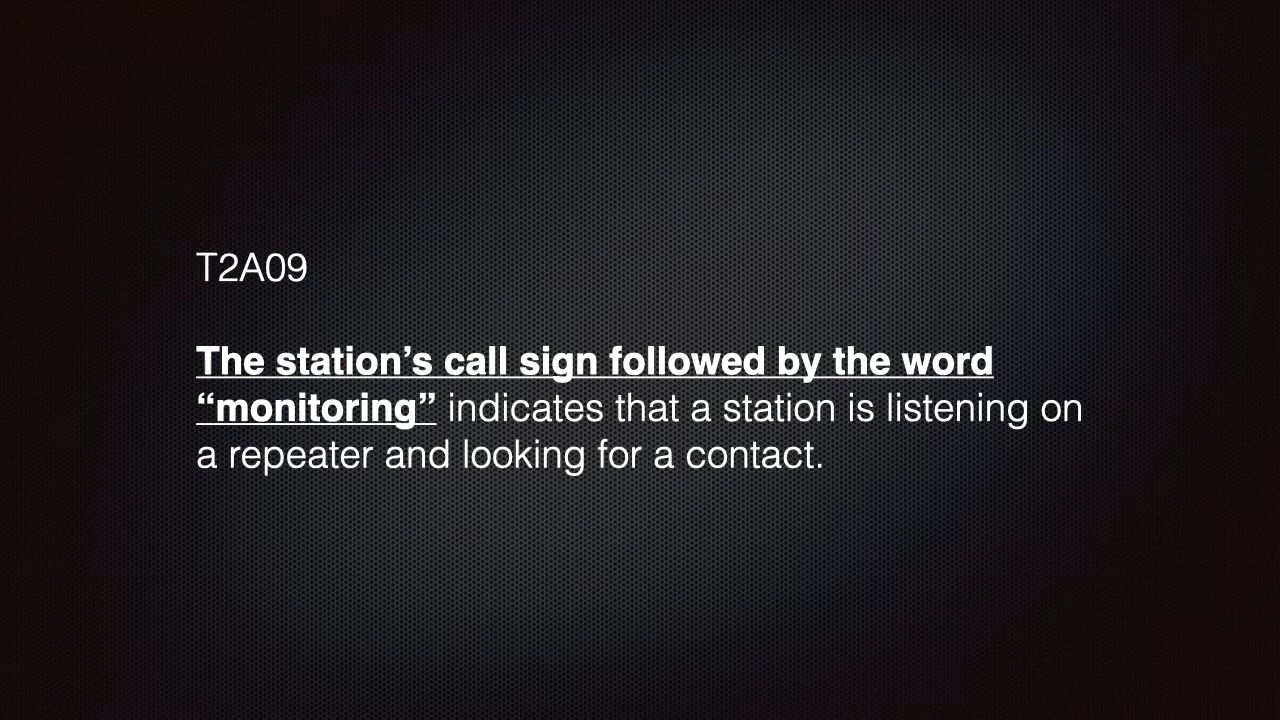 T2A09
The station’s call sign followed by the word
“monitoring” indicates that a station is listening on
a repeater and looking for a contact.